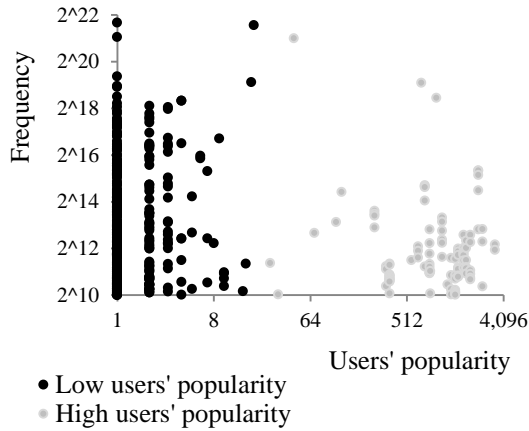 2^22
2^20
2^18
2^16
2^14
2^12
2^10
Frequency
1 8 64 512 4,096
Users' popularity
Low users' popularity
High users' popularity